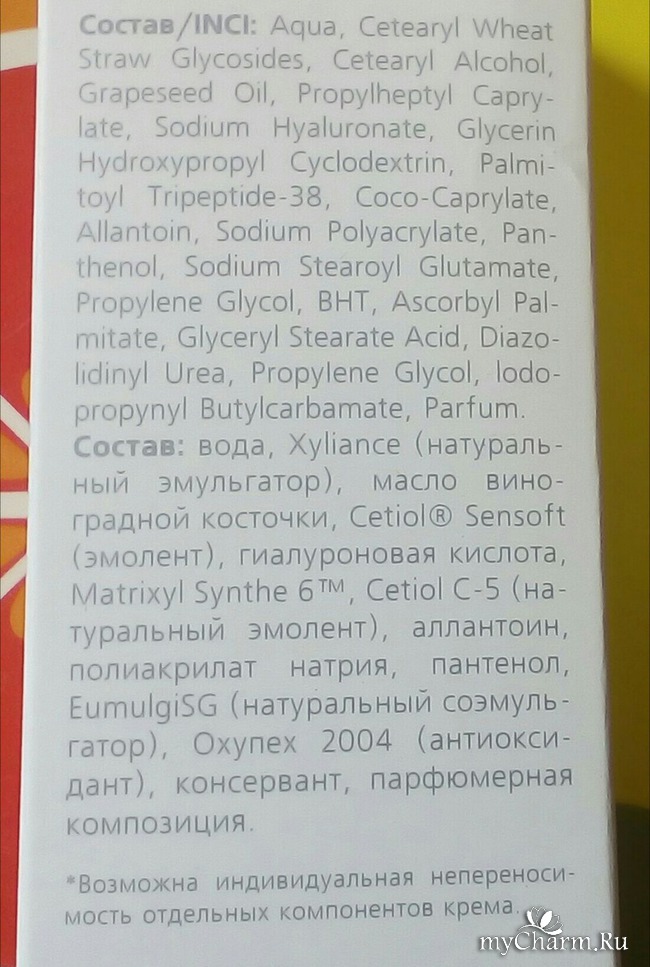 Состав/INCI: Aqua, Cetearyl Wheat
Straw Glycosides, Cetearyl Alcohol,
Grapeseed Oil, Propylheptyl Capry-
late, Sodium Hyaluronate, Glycerin
Hydroxypropyl Cyclodextrin, Palmi-
toyl Tripeptide-38, Coco-Caprylate,
Allantoin, Sodium Polyacrylate, Pan-
thenol, Sodium Stearoyl Glutamate,
Propylene Glycol, BHT, Ascorbyl Pal-
mitate, Glyceryl Stearate Acid, Diazo-
lidinyl Urea, Propylene Glycol, Iodo-
propynyl Butylcarbamate, Parfum.
Состав: вода, Xyliance (натураль-
ный эмульгатор), масло вино-
градной косточки, Cetiol® Sensoft
(эмолент), гиалуроновая кислота,
Matrixyl Synthe 6™, Cetiol C-5 (на-
туральный эмолент), аллантоин,
полиакрилат натрия, пантенол,
EumulgiSG (натуральный соэмуль-
гатор), Oxynex 2004 (антиокси-
дант), консервант, парфюмерная
композиция.
*Возможна индивидуальная непереноси-
мость отдельных компонентов крема.
myCharm.Ru